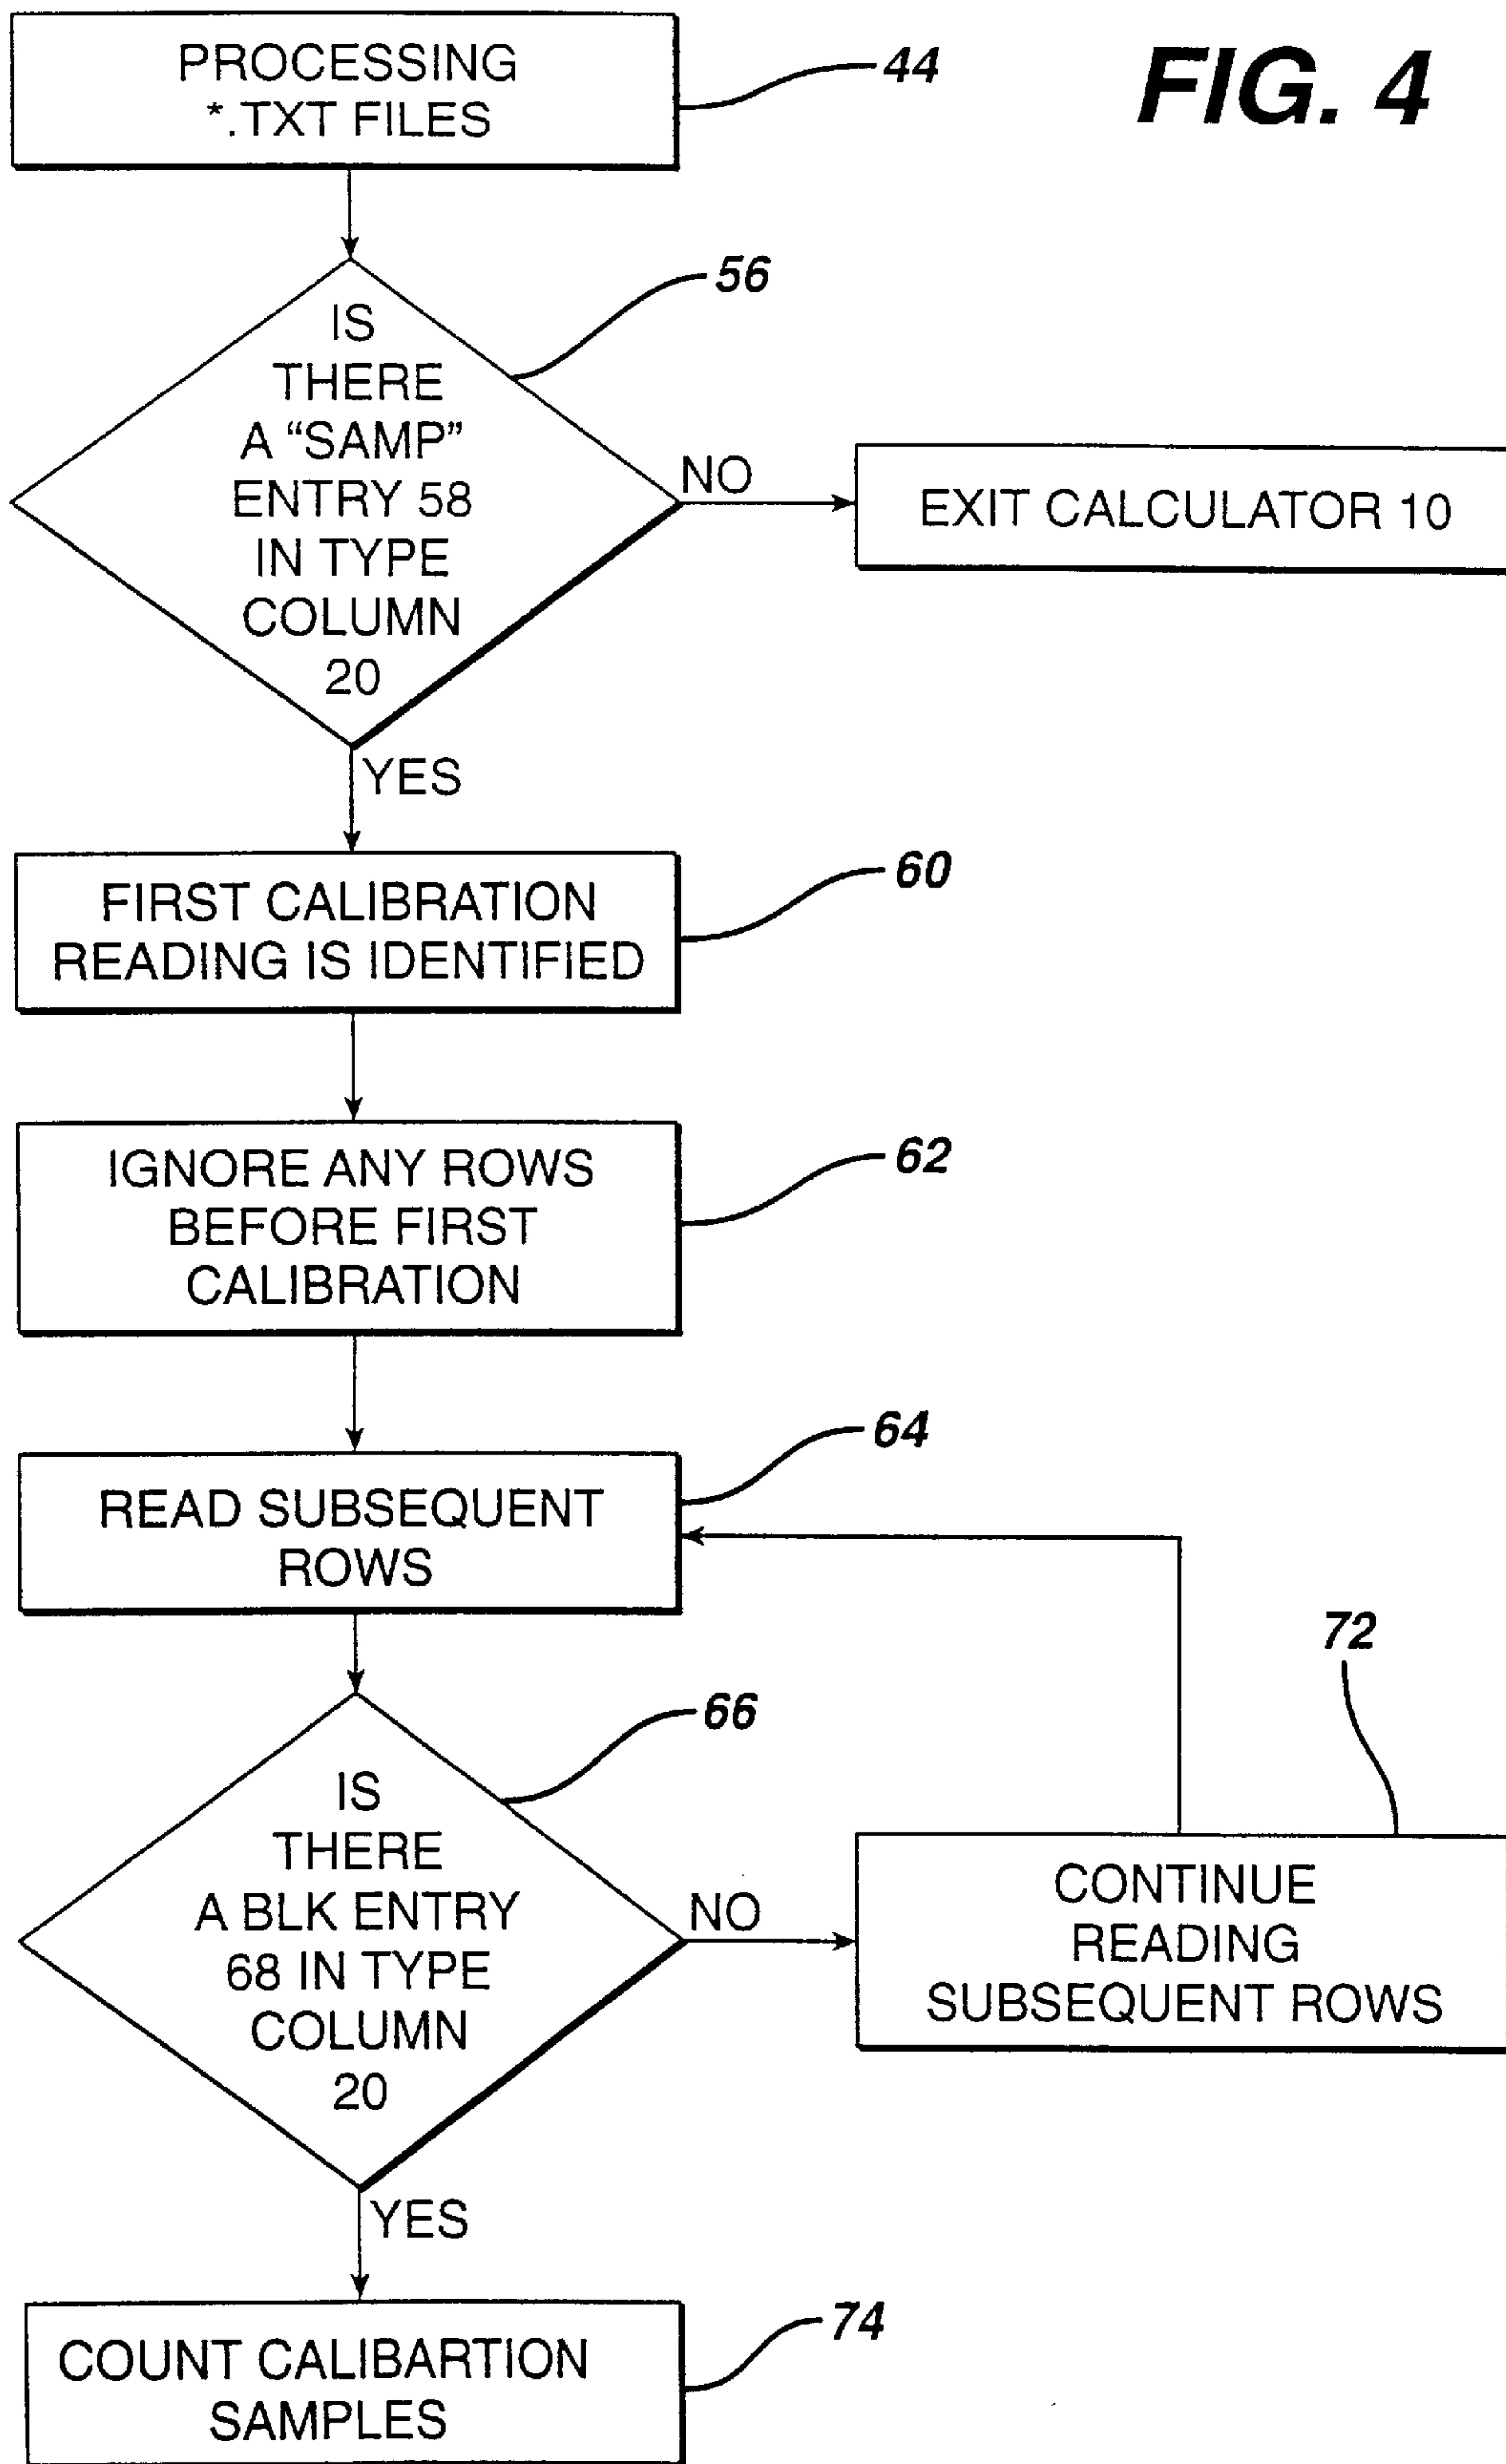 FIG. 4
PROCESSING
*.TXT FILES
44
56
IS
THERE
A “SAMP”
ENTRY 58
IN TYPE
COLUMN
20
NO
EXIT CALCULATOR 10
YES
FIRST CALIBRATION
READING IS IDENTIFIED
60
IGNORE ANY ROWS
BEFORE FIRST
CALIBRATION
62
READ SUBSEQUENT
ROWS
64
66
IS
THERE
A BLK ENTRY
68 IN TYPE
COLUMN
20
NO
72
CONTINUE
READING
SUBSEQUENT ROWS
YES
COUNT CALIBARTION
SAMPLES
74